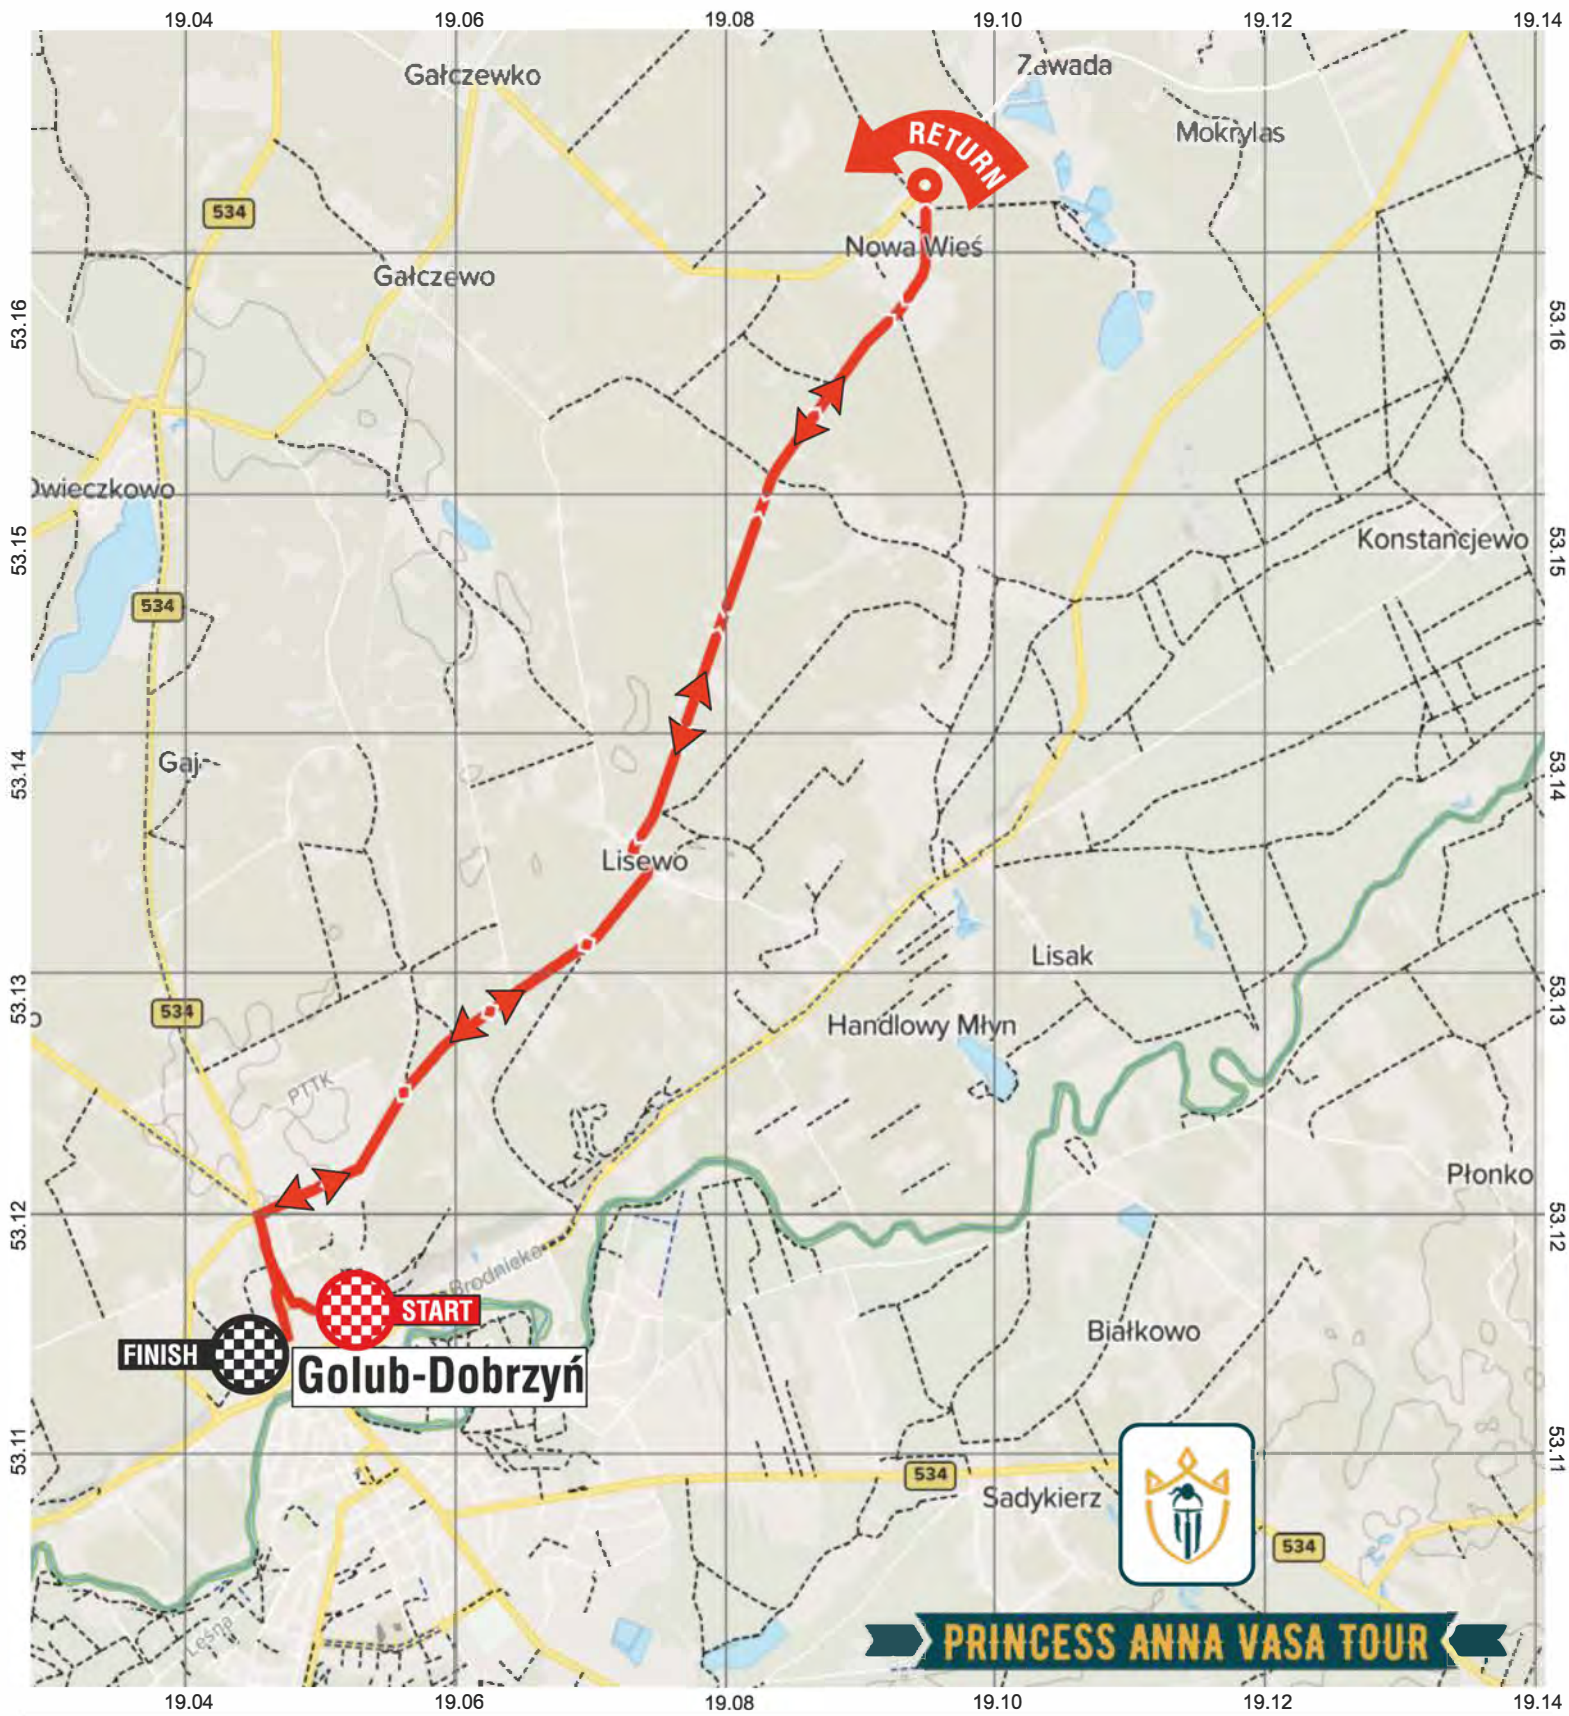 19.04 19.06 19.08 19.10 19.12 19.14
Gałczewko
Zawada
Mokrylas
RETURN
534
Nowa Wieś
Gałczewo
53.16
53.16
Owieczkowo
Konstancjewo
53.15
53.15
534
Gaj
53.14
53.14
Lisewo
Lisak
534
Handlowy Młyn
53.13
53.13
o
PTTK
Płonko
53.12
53.12
Brodnicka
START
Białkowo
FINISH
Golub-Dobrzyń
53.11
53.11
534
Sadykierz
534
Leśna
PRINCESS ANNA VASA TOUR
19.04 19.06 19.08 19.10 19.12 19.14